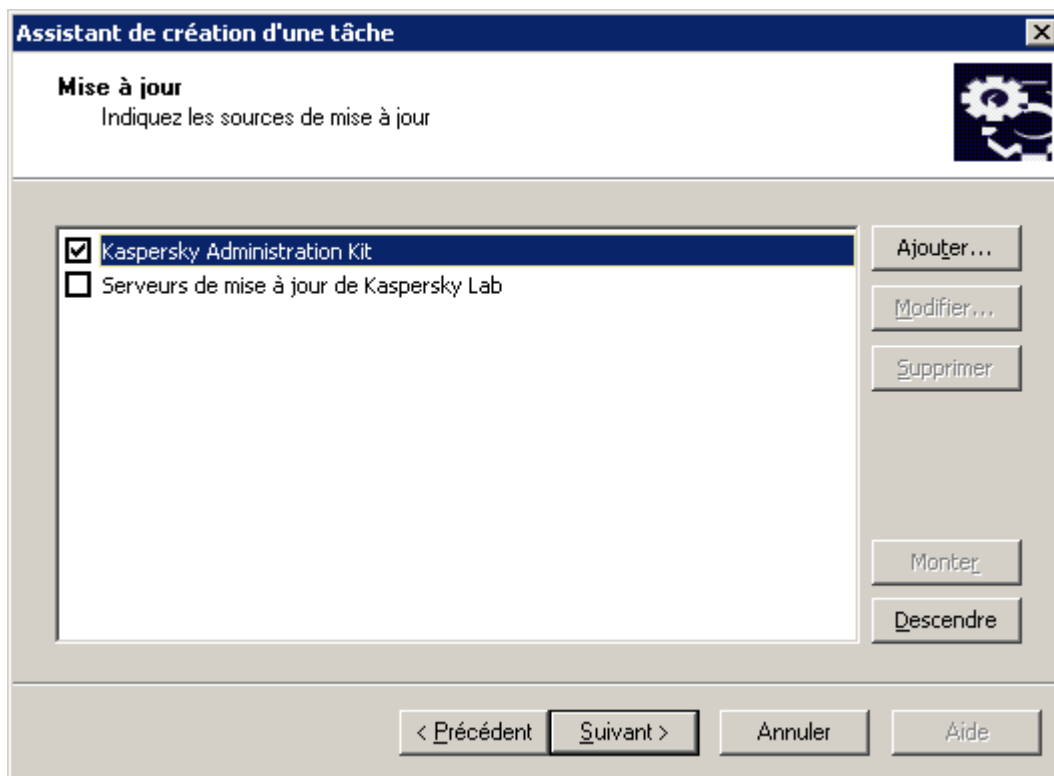 Assistant de création d'une tâche
Mise à jour
Indiquez les sources de mise à jour
Kaspersky Administration Kit
Serveurs de mise à jour de Kaspersky Lab
Ajouter...
Modifier...
Supprimer
Monter
Descendre
< Précédent
Suivant >
Annuler
Aide